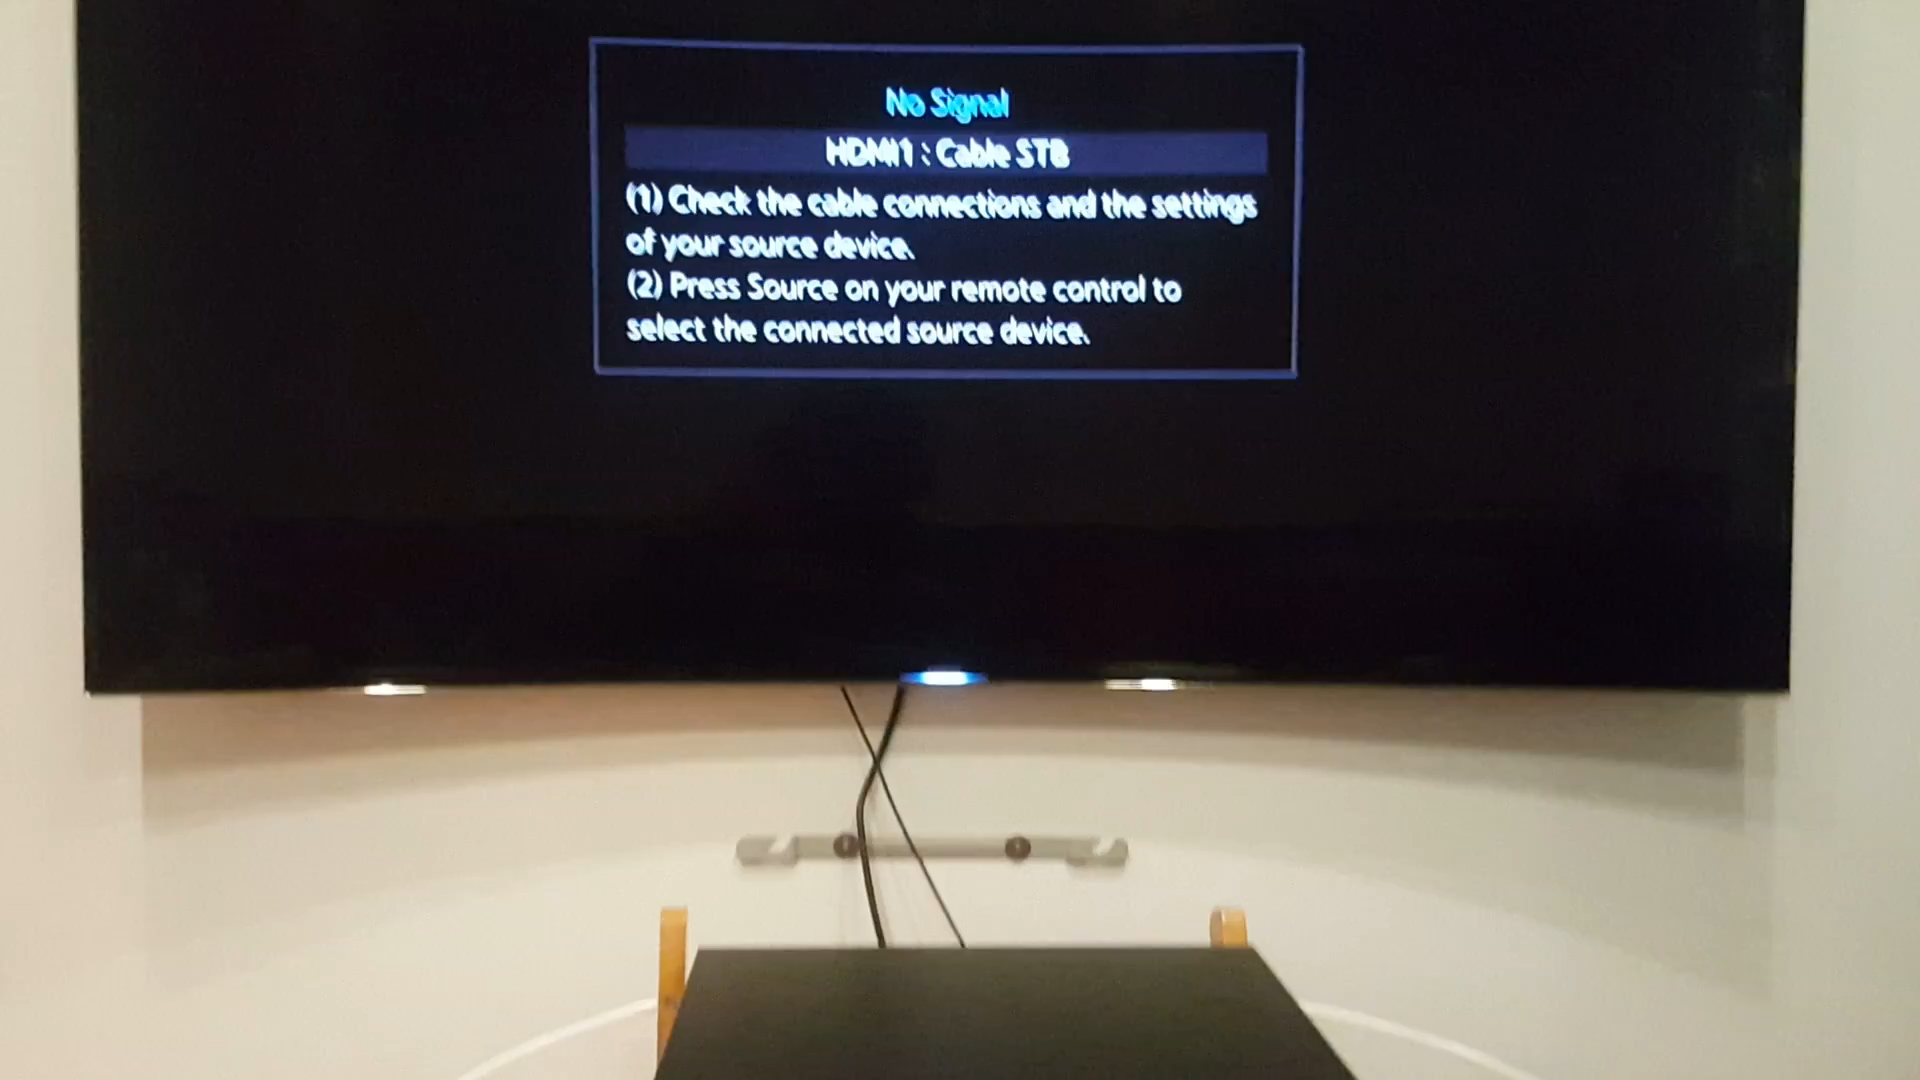 No Signal
HDMI1 : Cable STB
(1) Check the cable connections and the settings
of your source device.
(2) Press Source on your remote control to
select the connected source device.